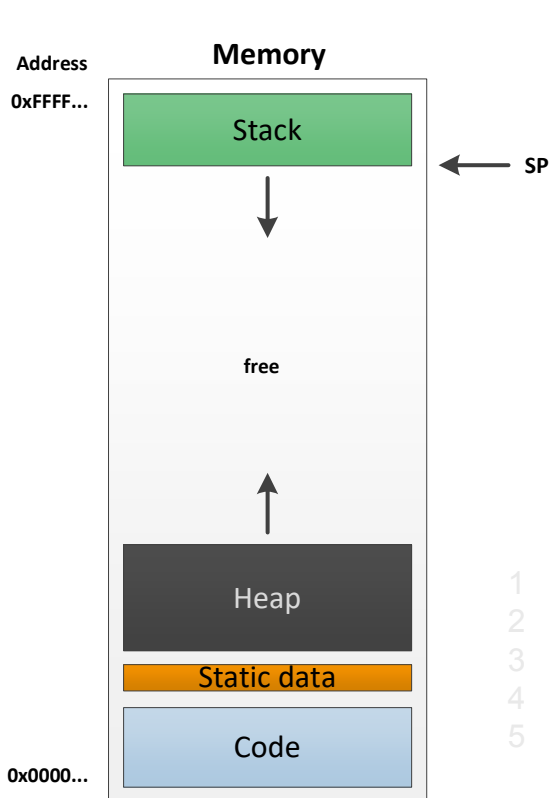 Memory
Address
0xFFFF...
Stack
SP
free
Heap
1
2
3
4
5
Static data
Code
0x0000...